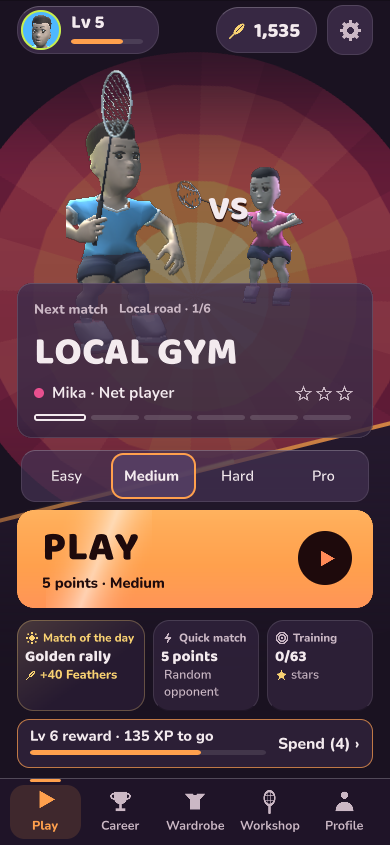 Lv 5
1,535
VS
Next match Local road · 1/6
LOCAL GYM
Mika · Net player
Easy Medium Hard Pro
PLAY
5 points · Medium
Match of the day
Golden rally
+40 Feathers
Quick match
5 points
Random
opponent
Training
0/63
stars
Lv 6 reward · 135 XP to go
Spend (4) ›
Play Career Wardrobe Workshop Profile